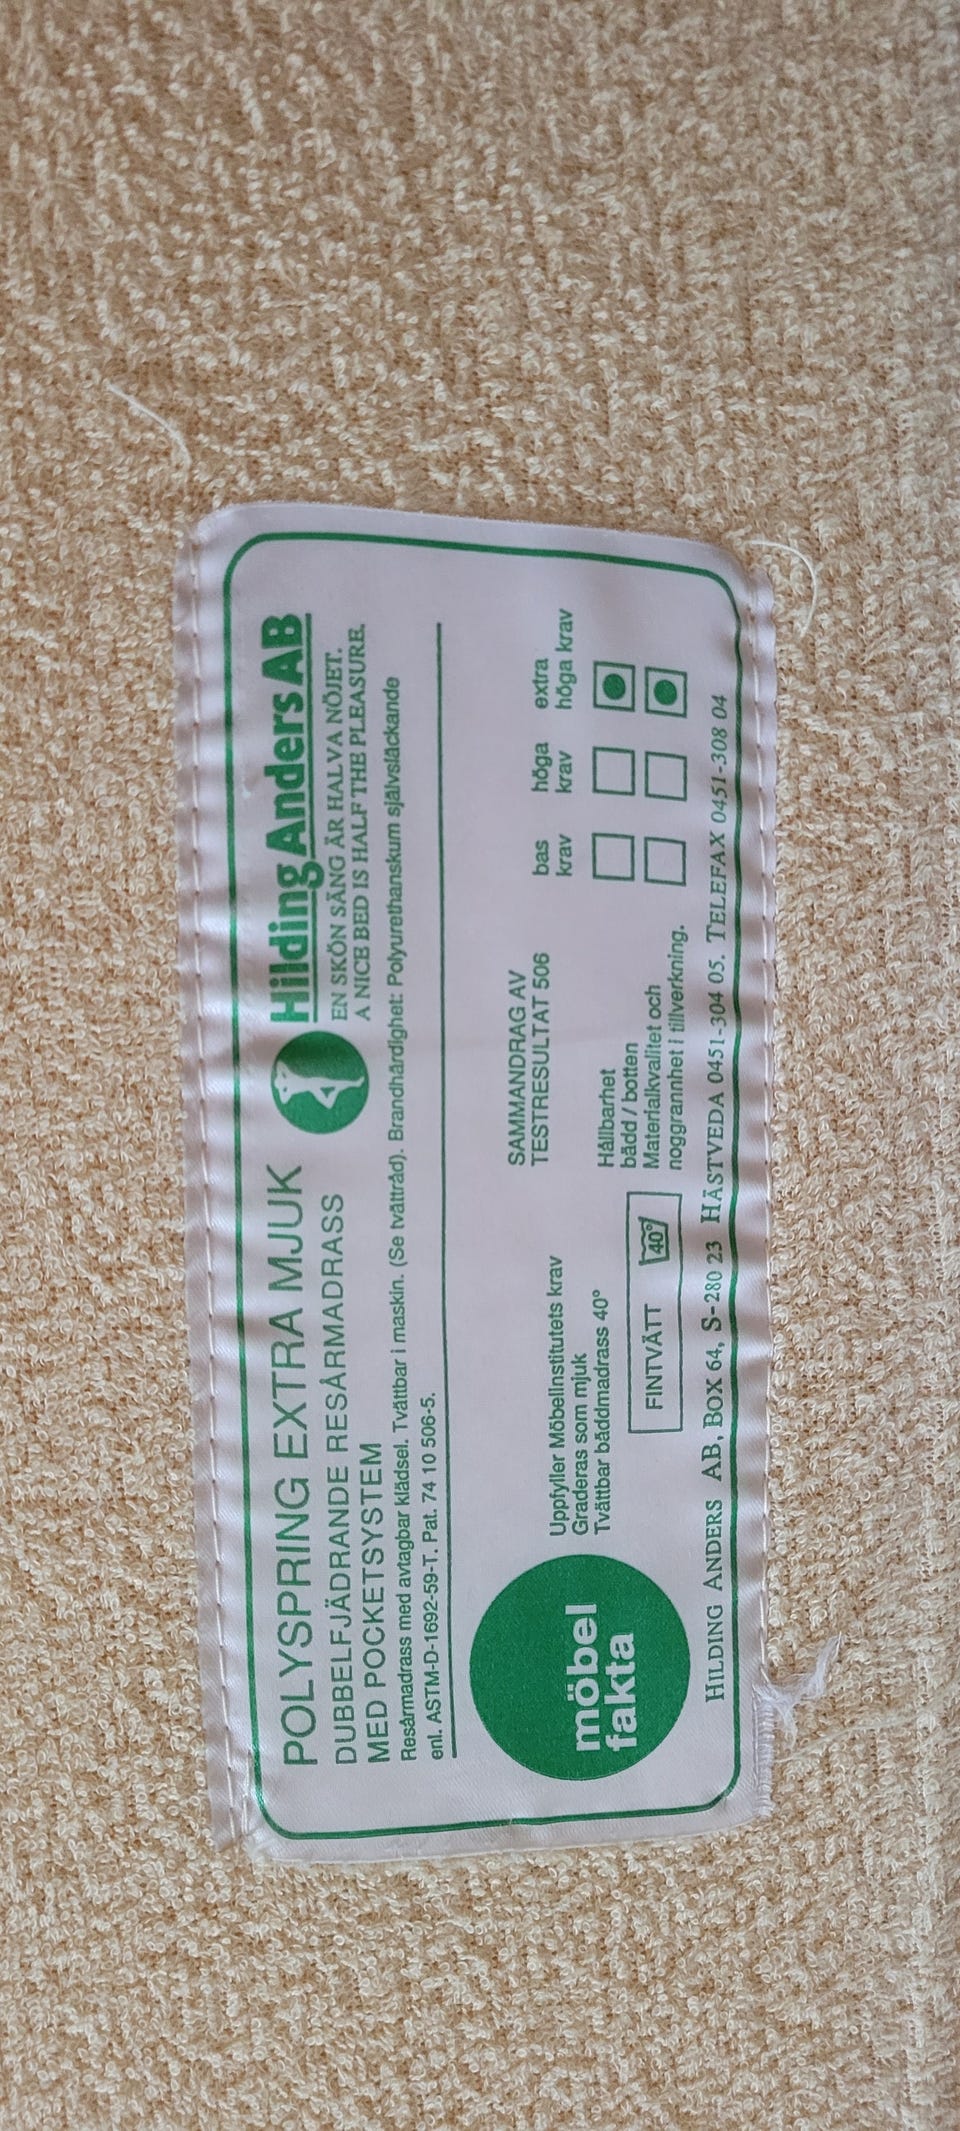 POLYSPRING EXTRA MJUK
DUBBELFJÄDRANDE RESÅRMADRASS
MED POCKETSYSTEM
Hilding Anders AB
EN SKÖN SÄNG ÄR HALVA NÖJET.
A NICE BED IS HALF THE PLEASURE.
Resårmadrass med avtagbar klädsel. Tvättbar i maskin. (Se tvättråd). Brandhärdighet: Polyurethanskum självsläckande
enl. ASTM-D-1692-59-T. Pat. 74 10 506-5.
möbel
fakta
Uppfyller Möbelinstitutets krav
Graderas som mjuk
Tvättbar bäddmadrass 40°
FINTVÄTT 40°
SAMMANDRAG AV
TESTRESULTAT 506
bas
krav
höga
krav
extra
höga krav
Hållbarhet
bädd / botten
Materialkvalitet och
noggrannhet i tillverkning.
HILDING ANDERS AB, BOX 64, S-280 23 HÄSTVEDA 0451-304 05. TELEFAX 0451-308 04